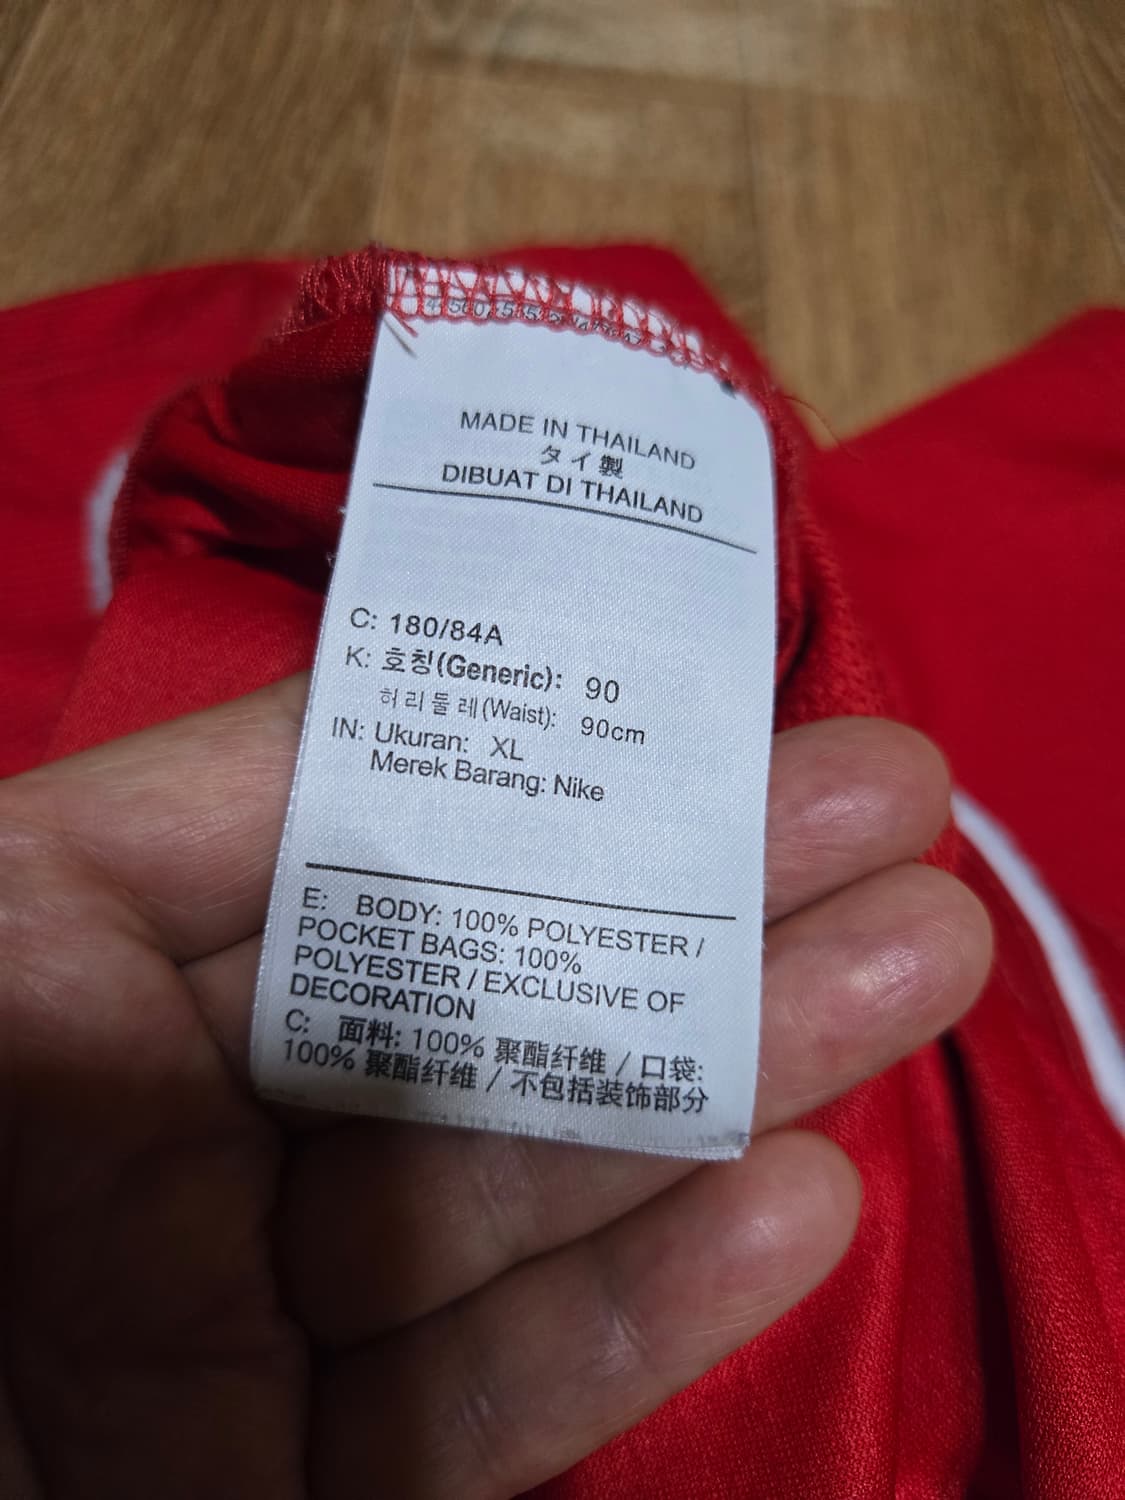 MADE IN THAILAND
タイ製
DIBUAT DI THAILAND
C: 180/84A
K: 호칭(Generic): 90
허리둘레(Waist): 90cm
IN: Ukuran: XL
Merek Barang: Nike
E: BODY: 100% POLYESTER /
POCKET BAGS: 100%
POLYESTER / EXCLUSIVE OF
DECORATION
C: 面料: 100% 聚酯纤维 / 口袋:
100% 聚酯纤维 / 不包括装饰部分